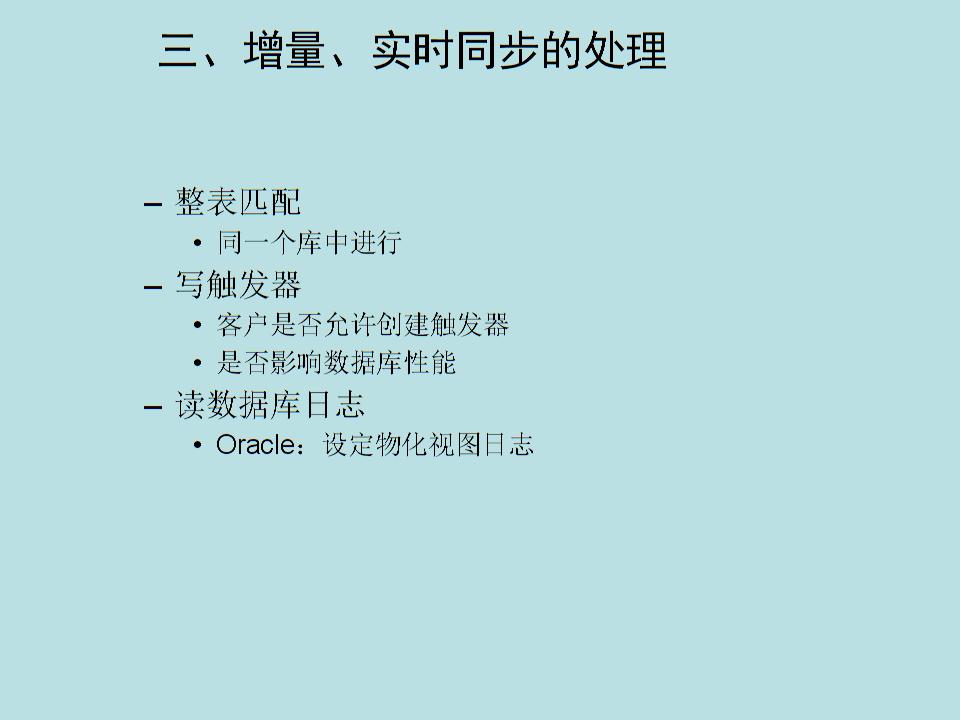 三、增量、实时同步的处理
– 整表匹配
• 同一个库中进行
– 写触发器
• 客户是否允许创建触发器
• 是否影响数据库性能
– 读数据库日志
• Oracle：设定物化视图日志